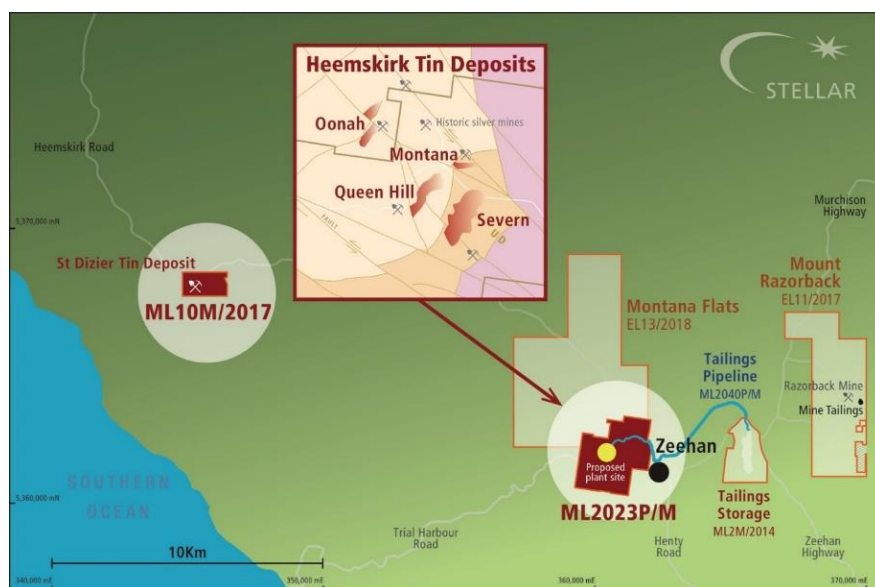 Heemskirk Tin Deposits
Oonah
Historic silver mines
Montana
Queen Hill
Severn
FAULT
U D
STELLAR
Heemskirk Road
5,370,000 mN
St Dizier Tin Deposit
ML10M/2017
Murchison
Highway
Mount
Razorback
EL11/2017
Montana Flats
EL13/2018
Tailings
Pipeline
ML2040P/M
Razorback Mine
Mine Tailings
Zeehan
Proposed
plant site
ML2023P/M
Tailings
Storage
ML2M/2014
SOUTHERN
OCEAN
5,360,000 mN
Trial Harbour
Road
Henty
Road
Zeehan
Highway
10Km
340,000 mE
350,000 mE
360,000 mE
370,000 mE